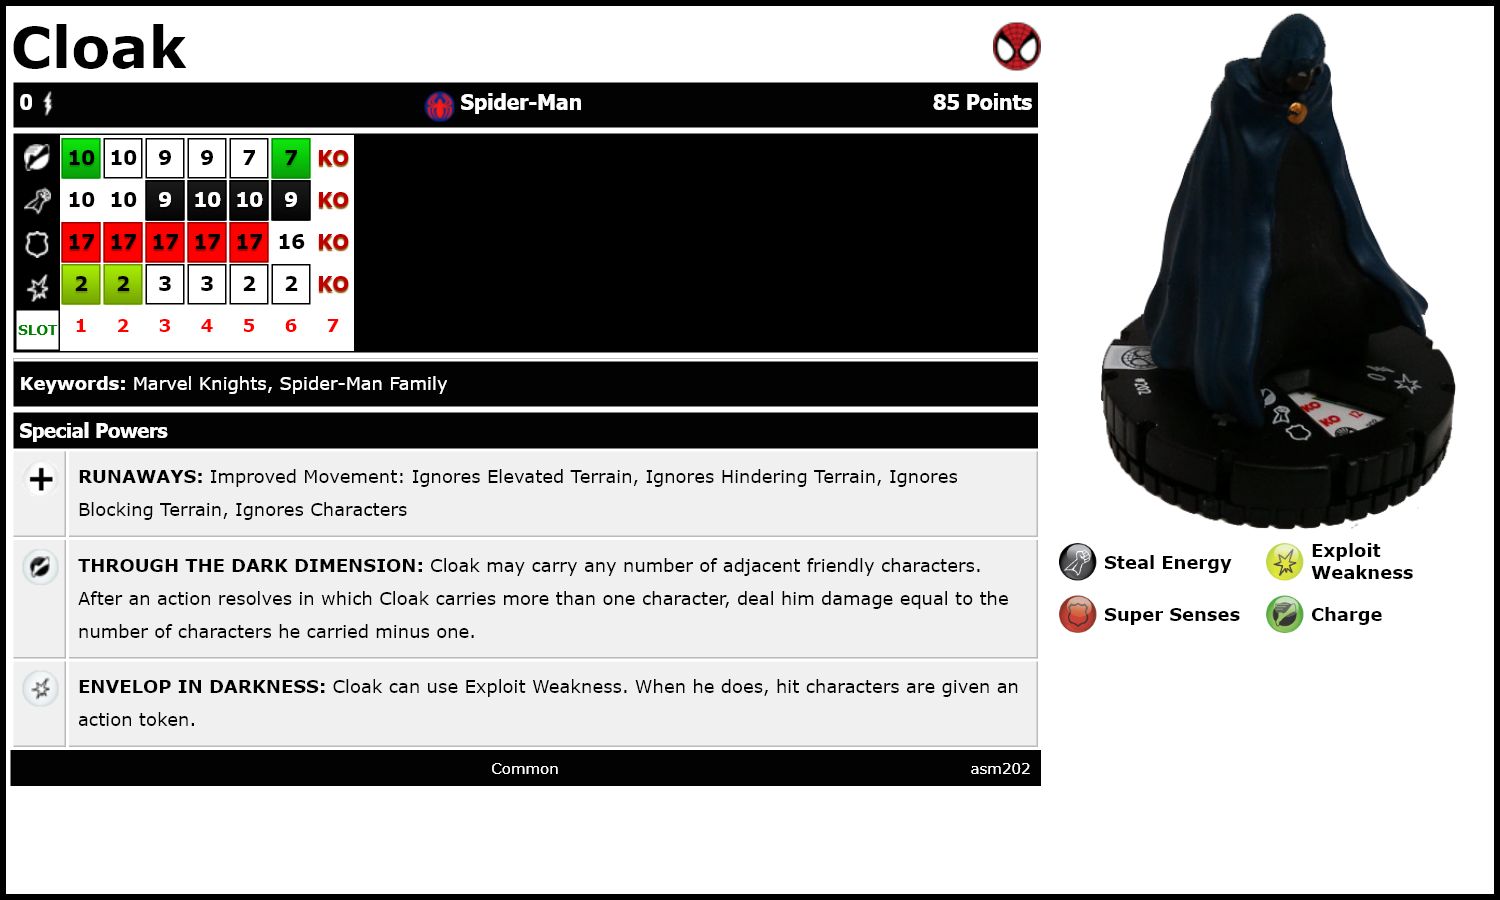 Cloak
0 Spider-Man 85 Points
10 10 9 9 7 7 KO
10 10 9 10 10 9 KO
17 17 17 17 17 16 KO
2 2 3 3 2 2 KO
SLOT 1 2 3 4 5 6 7
Keywords: Marvel Knights, Spider-Man Family
Special Powers
RUNAWAYS: Improved Movement: Ignores Elevated Terrain, Ignores Hindering Terrain, Ignores
Blocking Terrain, Ignores Characters
THROUGH THE DARK DIMENSION: Cloak may carry any number of adjacent friendly characters.
After an action resolves in which Cloak carries more than one character, deal him damage equal to the
number of characters he carried minus one.
ENVELOP IN DARKNESS: Cloak can use Exploit Weakness. When he does, hit characters are given an
action token.
Common asm202
#202
KO
KO
12
Steal Energy
Exploit
Weakness
Super Senses
Charge